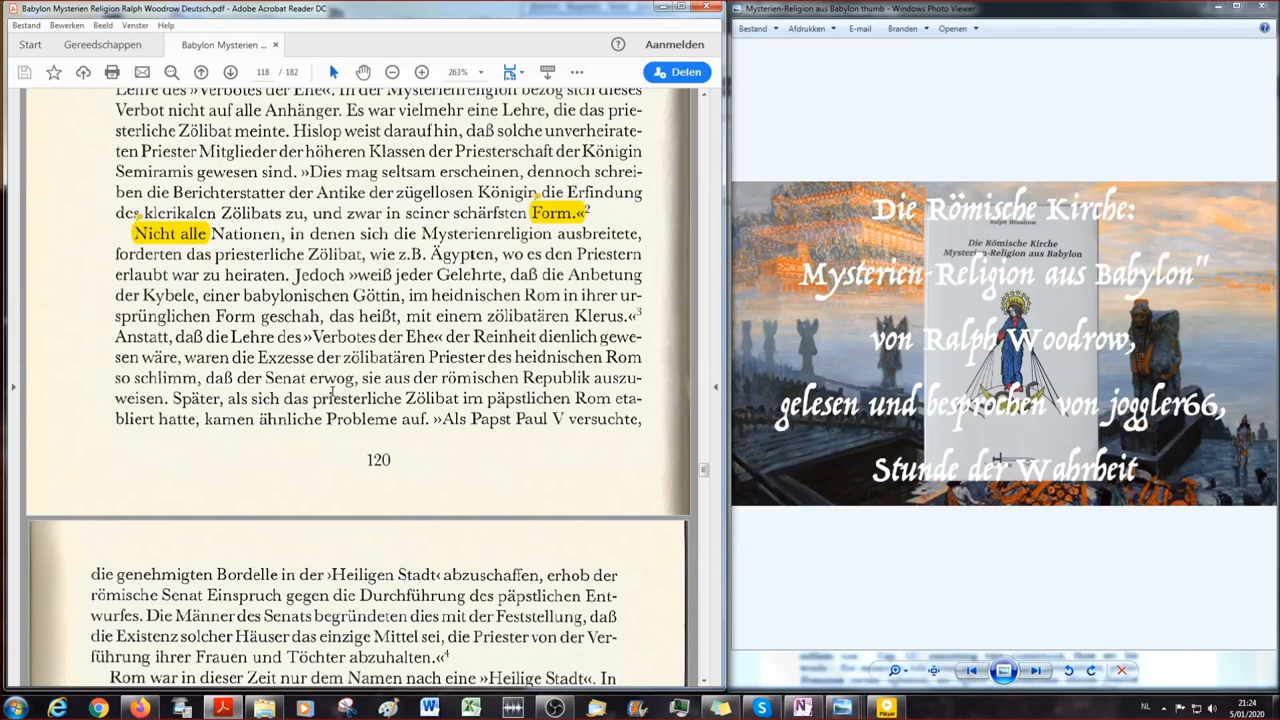 Babylon Mysterien Religion Ralph Woodrow Deutsch.pdf - Adobe Acrobat Reader DC
Bestand Bewerken Beeld Venster Help
Start Gereedschappen Babylon Mysterien ... × Aanmelden
118 / 182 263% Delen
Lehre des »Verbotes der Ehe«. In der Mysterienreligion bezog sich dieses
Verbot nicht auf alle Anhänger. Es war vielmehr eine Lehre, die das prie-
sterliche Zölibat meinte. Hislop weist darauf hin, daß solche unverheirate-
ten Priester Mitglieder der höheren Klassen der Priesterschaft der Königin
Semiramis gewesen sind. »Dies mag seltsam erscheinen, dennoch schrei-
ben die Berichterstatter der Antike der zügellosen Königin die Erfindung
des klerikalen Zölibats zu, und zwar in seiner schärfsten Form.«2
Nicht alle Nationen, in denen sich die Mysterienreligion ausbreitete,
forderten das priesterliche Zölibat, wie z.B. Ägypten, wo es den Priestern
erlaubt war zu heiraten. Jedoch »weiß jeder Gelehrte, daß die Anbetung
der Kybele, einer babylonischen Göttin, im heidnischen Rom in ihrer ur-
sprünglichen Form geschah, das heißt, mit einem zölibatären Klerus.«3
Anstatt, daß die Lehre des »Verbotes der Ehe« der Reinheit dienlich gewe-
sen wäre, waren die Exzesse der zölibatären Priester des heidnischen Rom
so schlimm, daß der Senat erwog, sie aus der römischen Republik auszu-
weisen. Später, als sich das priesterliche Zölibat im päpstlichen Rom eta-
bliert hatte, kamen ähnliche Probleme auf. »Als Papst Paul V versuchte,
120
die genehmigten Bordelle in der ›Heiligen Stadt‹ abzuschaffen, erhob der
römische Senat Einspruch gegen die Durchführung des päpstlichen Ent-
wurfes. Die Männer des Senats begründeten dies mit der Feststellung, daß
die Existenz solcher Häuser das einzige Mittel sei, die Priester von der Ver-
führung ihrer Frauen und Töchter abzuhalten.«4
Rom war in dieser Zeit nur dem Namen nach eine »Heilige Stadt«. In
Mysterien-Religion aus Babylon thumb - Windows Photo Viewer
Bestand Afdrukken E-mail Branden Openen
Die Römische Kirche:
Ralph Woodrow
Die Römische Kirche
Mysterien-Religion aus Babylon
Mysterien-Religion aus Babylon"
von Ralph Woodrow,
gelesen und besprochen von joggler66,
Stunde der Wahrheit
NL
21:24
5/01/2020